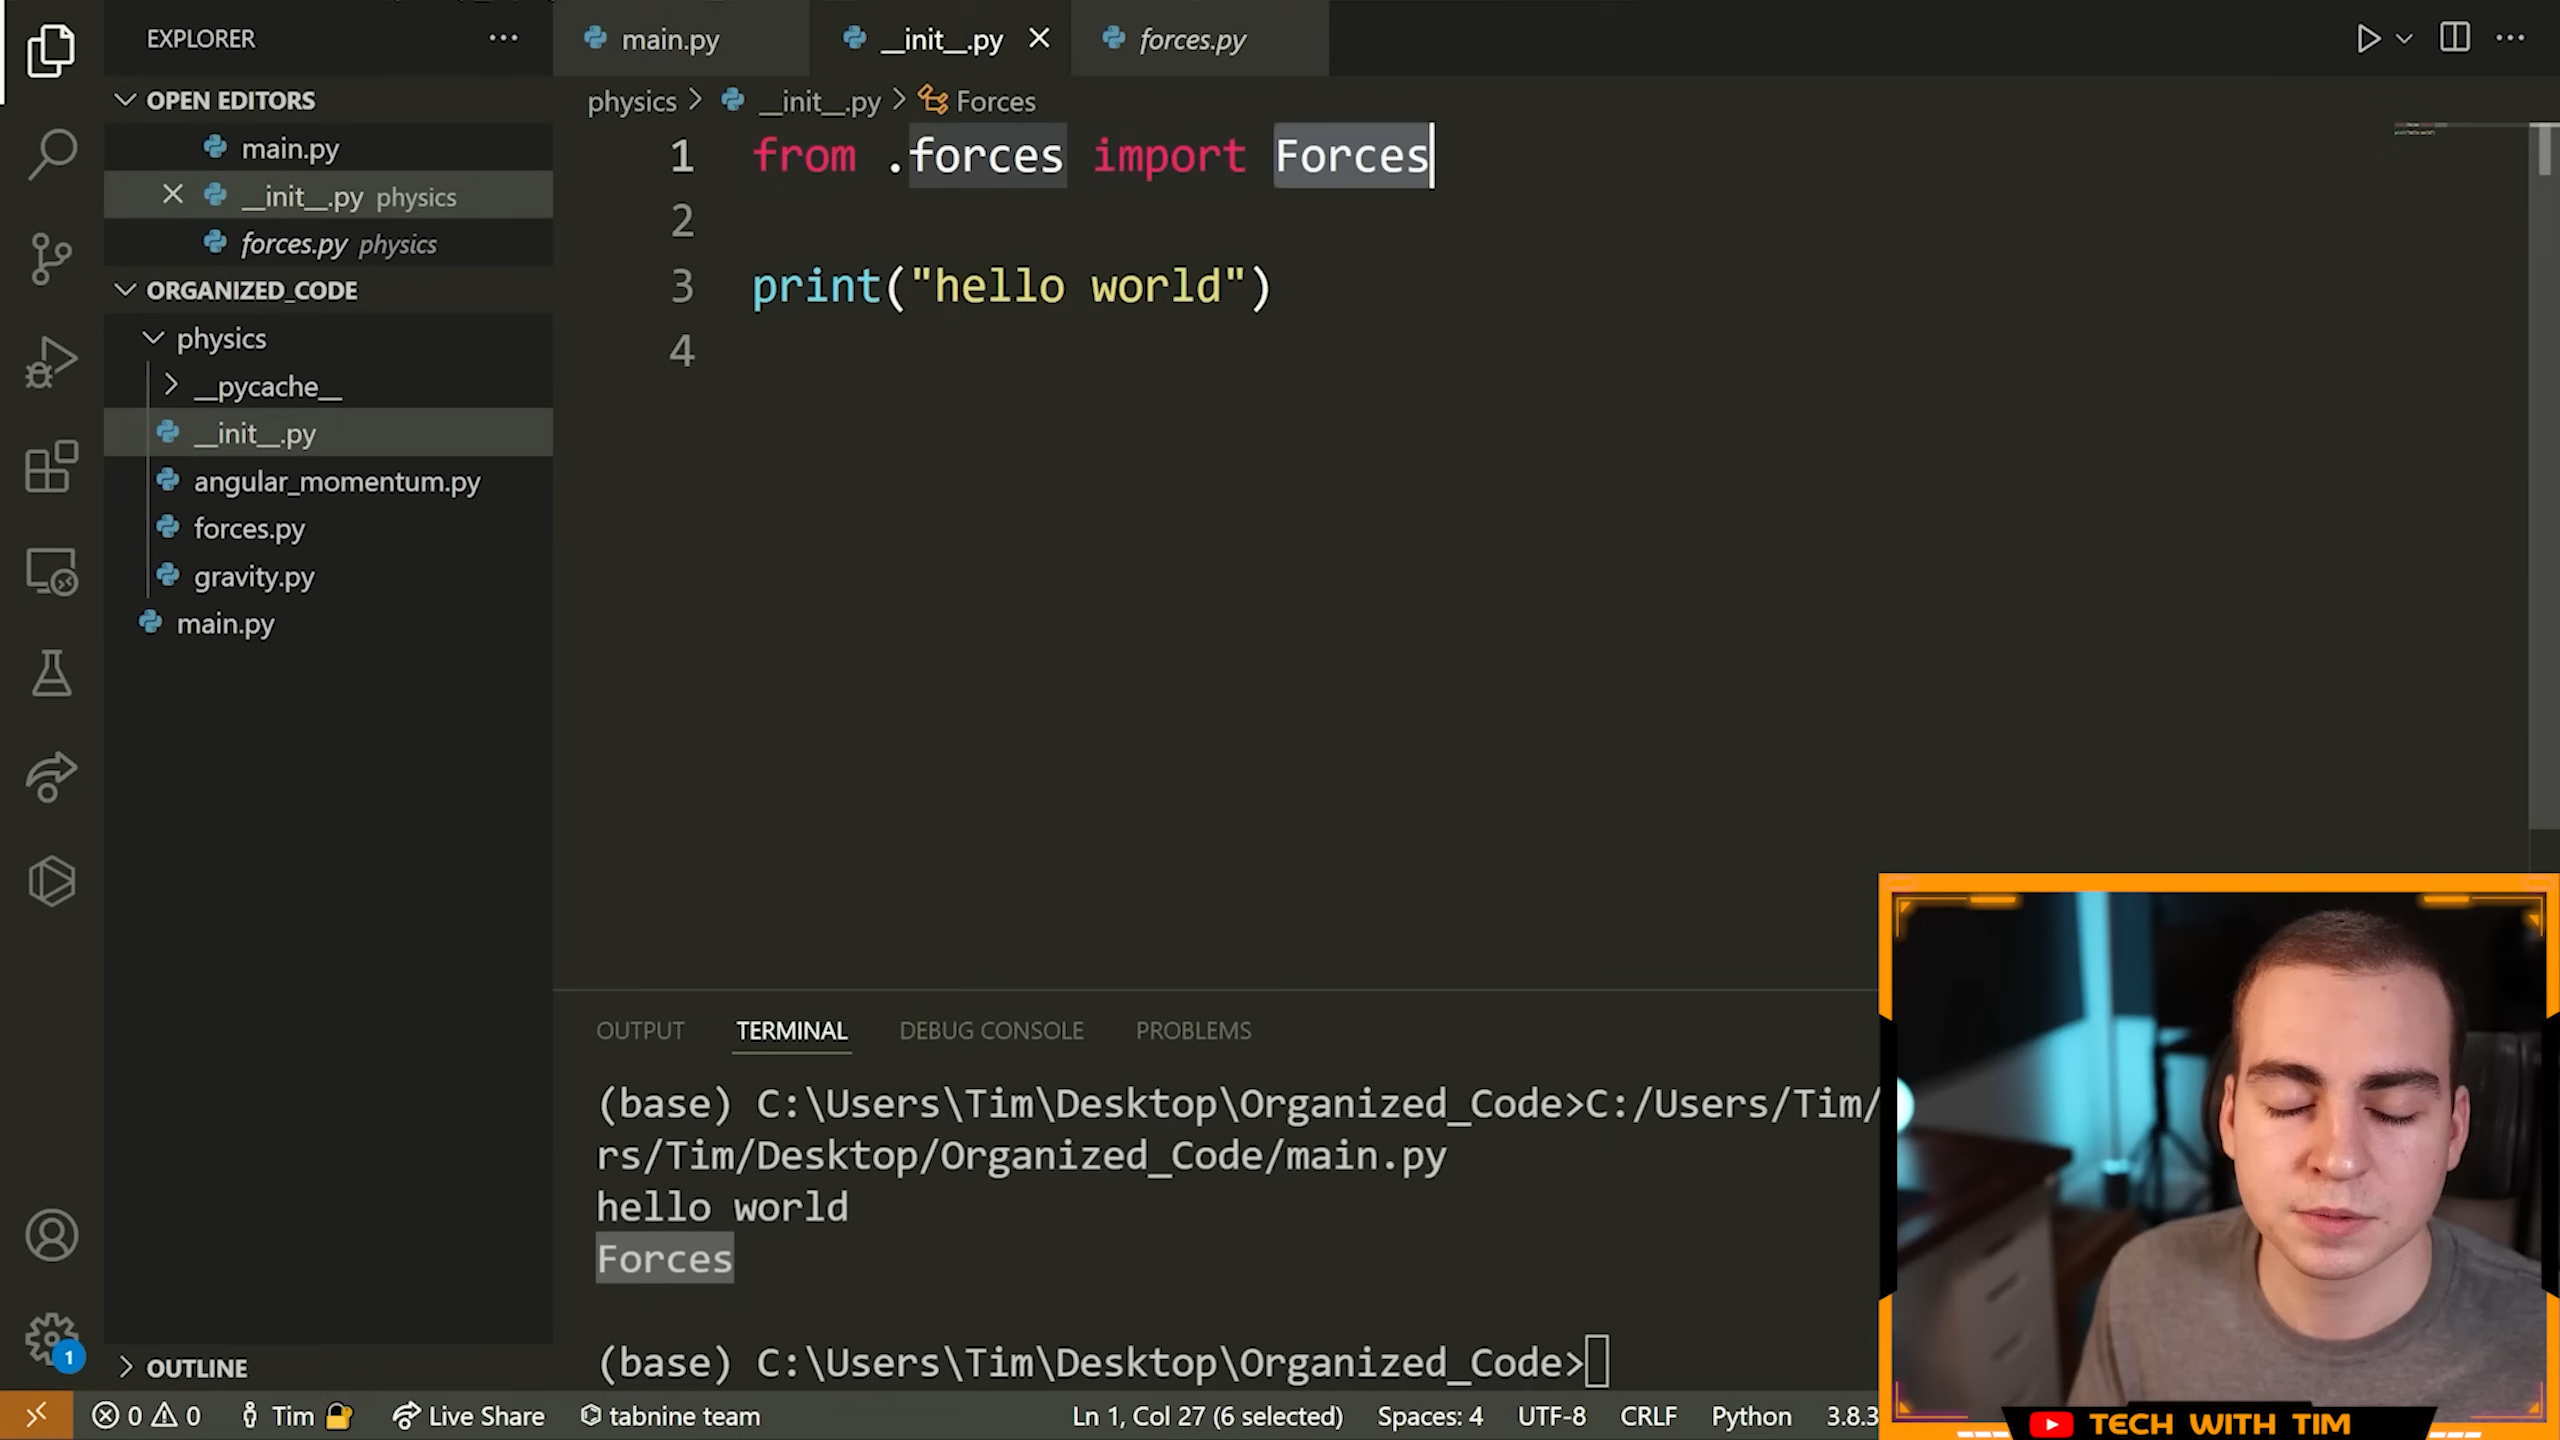 EXPLORER
OPEN EDITORS
main.py
__init__.py physics
forces.py physics
ORGANIZED_CODE
physics
__pycache__
__init__.py
angular_momentum.py
forces.py
gravity.py
main.py
OUTLINE
main.py
__init__.py
forces.py
physics > __init__.py > Forces
1 from .forces import Forces
2
3 print("hello world")
4
OUTPUT TERMINAL DEBUG CONSOLE PROBLEMS
(base) C:\Users\Tim\Desktop\Organized_Code>C:/Users/Tim/
rs/Tim/Desktop/Organized_Code/main.py
hello world
Forces
(base) C:\Users\Tim\Desktop\Organized_Code>
1
0 0 Tim Live Share tabnine team Ln 1, Col 27 (6 selected) Spaces: 4 UTF-8 CRLF Python 3.8.3
TECH WITH TIM